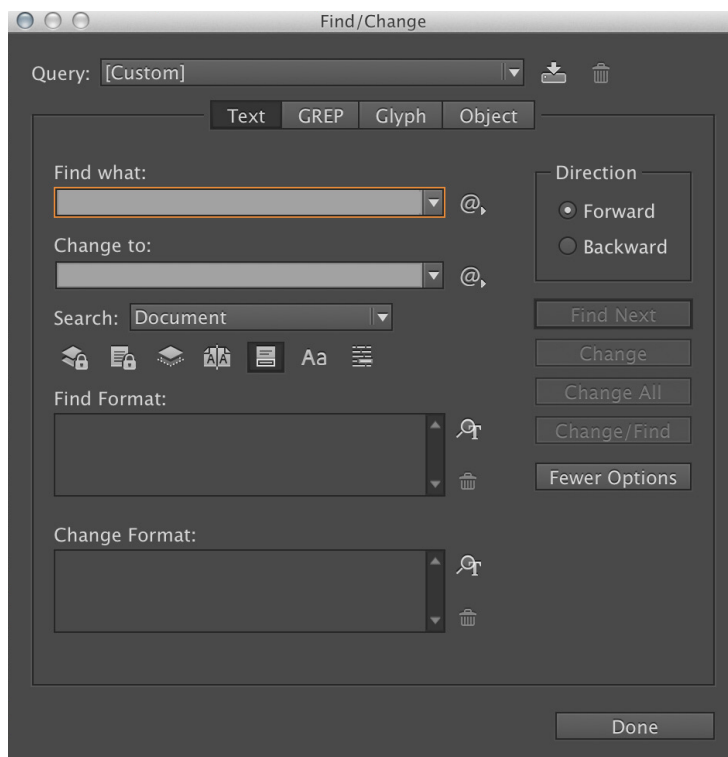 Find/Change
Query: [Custom]
Text GREP Glyph Object
Find what:
@
Change to:
@
Search: Document
Aa
Find Format:
Change Format:
Direction
Forward
Backward
Find Next
Change
Change All
Change/Find
Fewer Options
Done